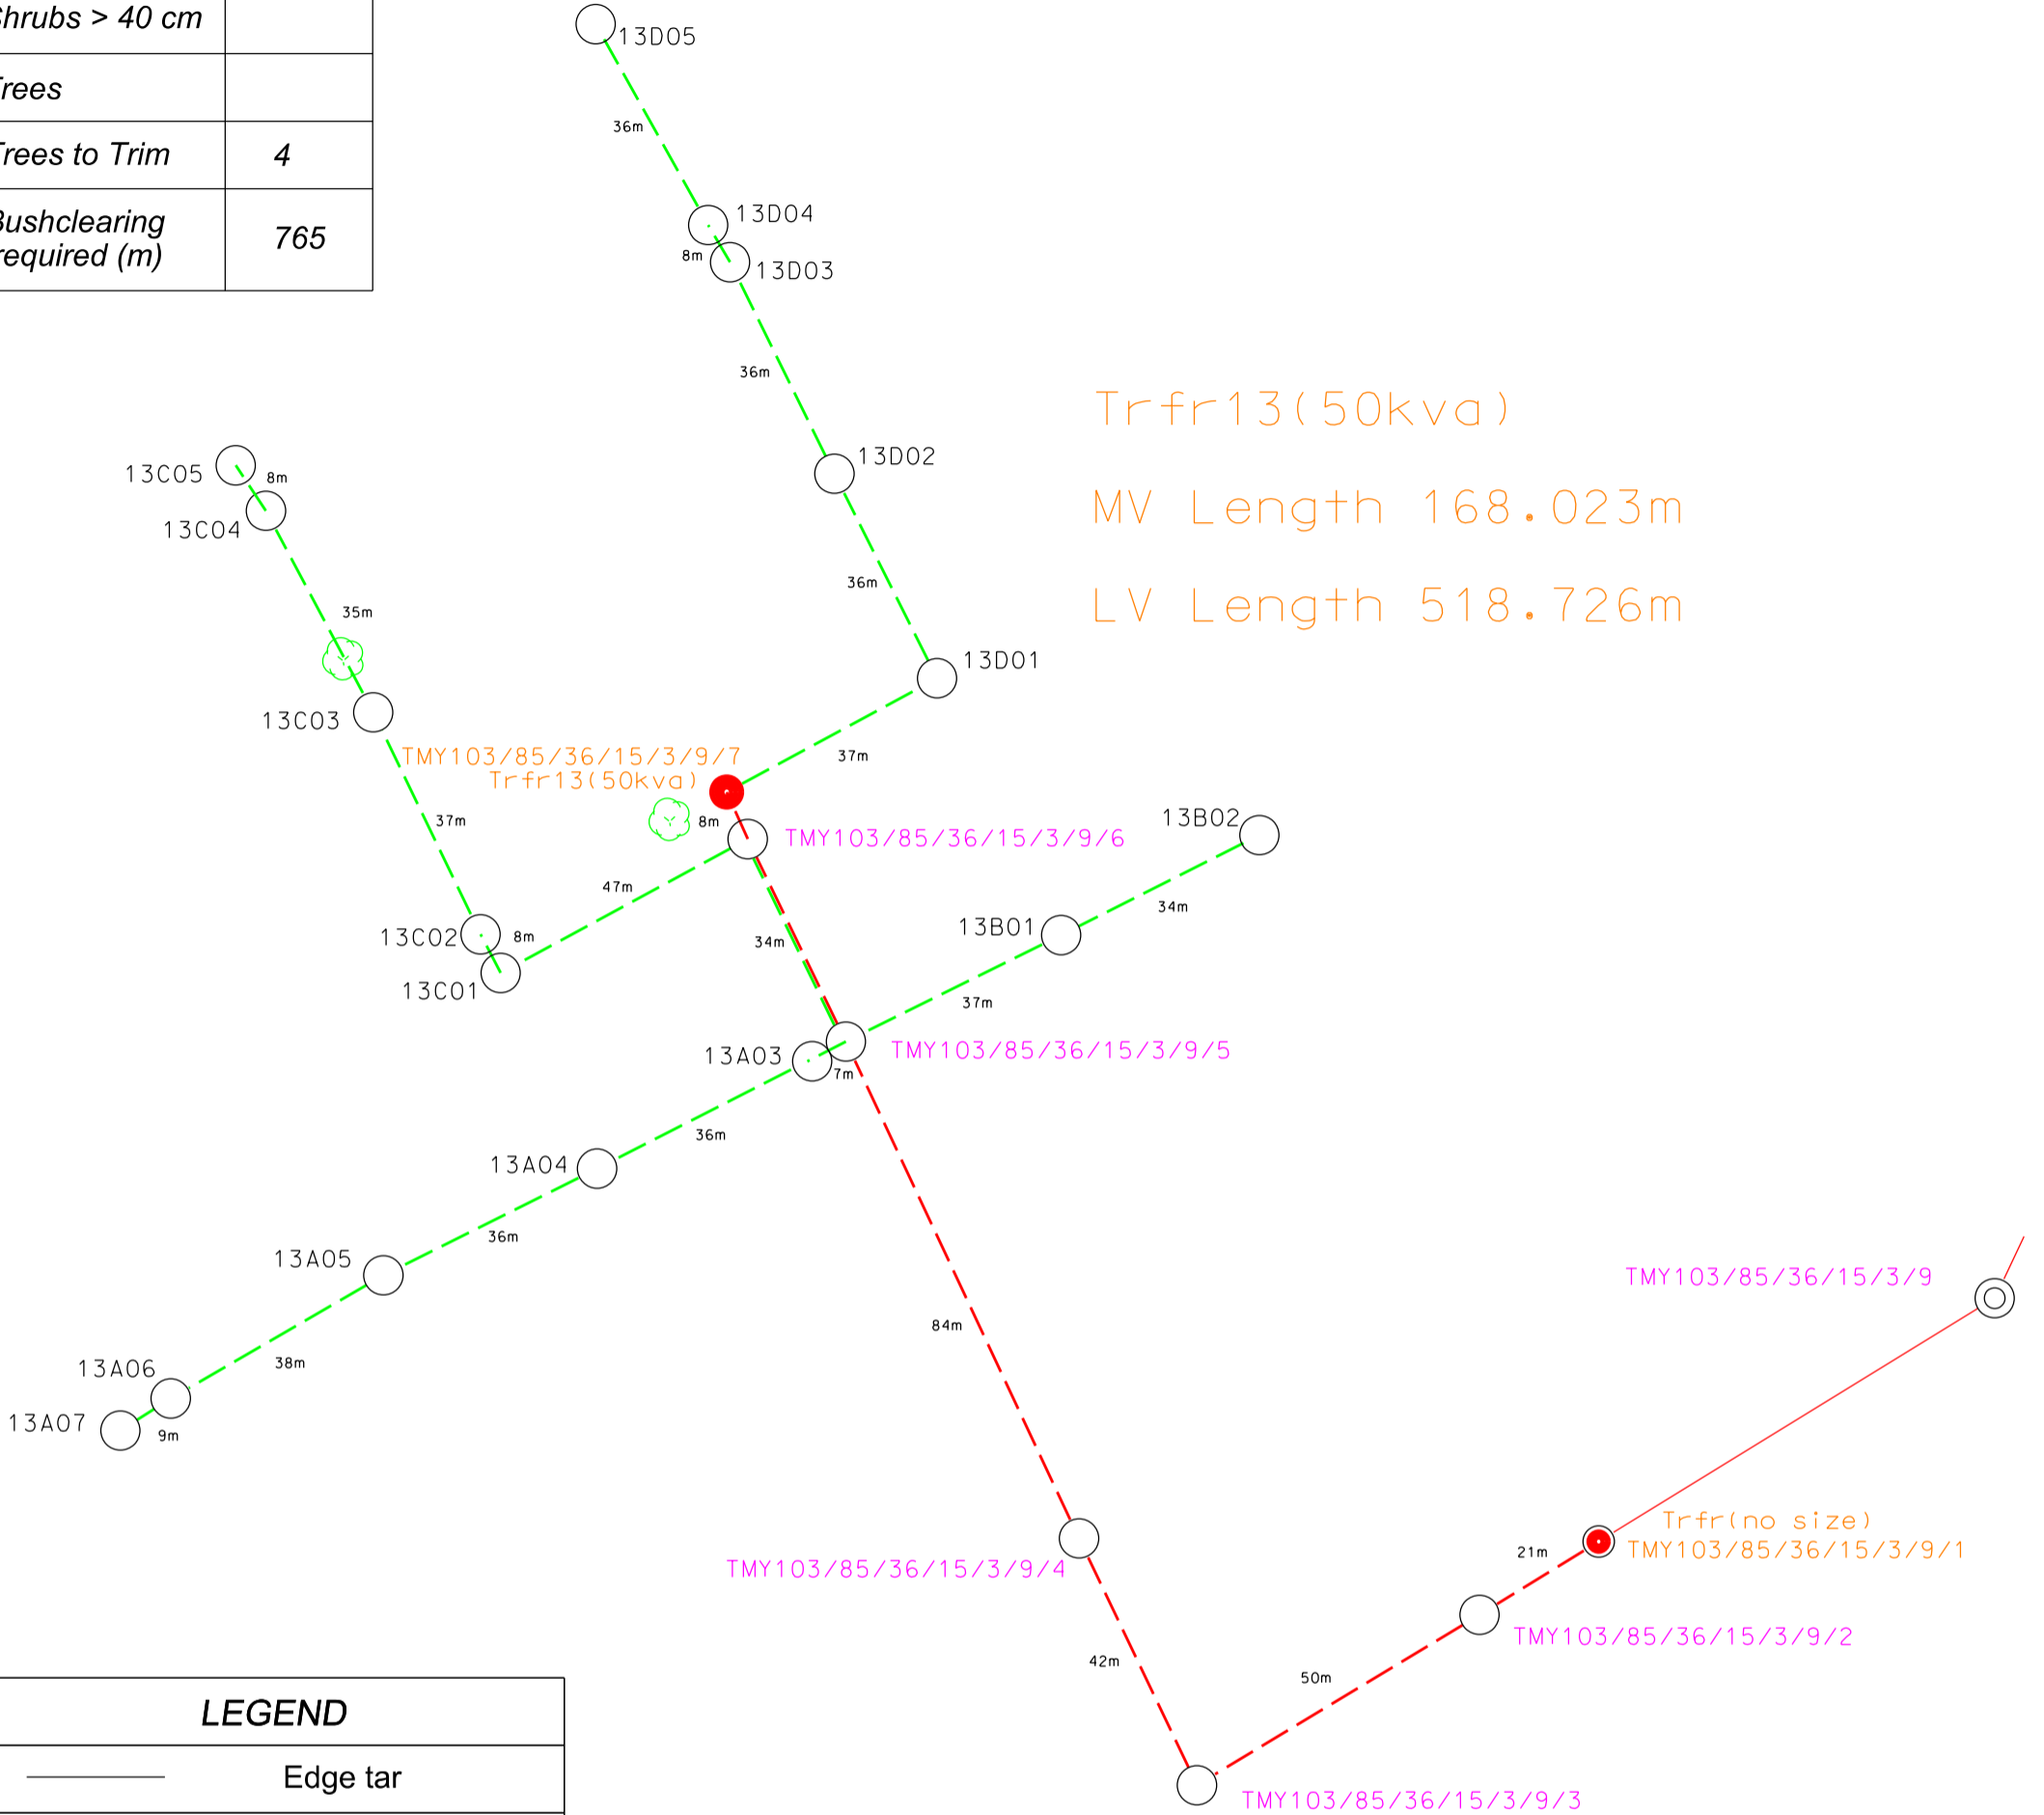 > 40 cm
4
to Trim
765
(m)
13D05
36m
13D04
8m
13D03
36m
13D02
36m
13D01
37m
Trfr13(50kva)
MV Length 168.023m
LV Length 518.726m
13C05
8m
13C04
35m
13C03
TMY103/85/36/15/3/9/7
Trfr13(50kva)
8m
37m
TMY103/85/36/15/3/9/6
13B02
47m
34m
13C02
8m
34m
13B01
13C01
37m
13A03
7m
TMY103/85/36/15/3/9/5
36m
13A04
36m
13A05
38m
13A06
13A07
9m
84m
TMY103/85/36/15/3/9
Trfr(no size)
TMY103/85/36/15/3/9/1
21m
TMY103/85/36/15/3/9/4
TMY103/85/36/15/3/9/2
42m
50m
TMY103/85/36/15/3/9/3
LEGEND
Edge tar